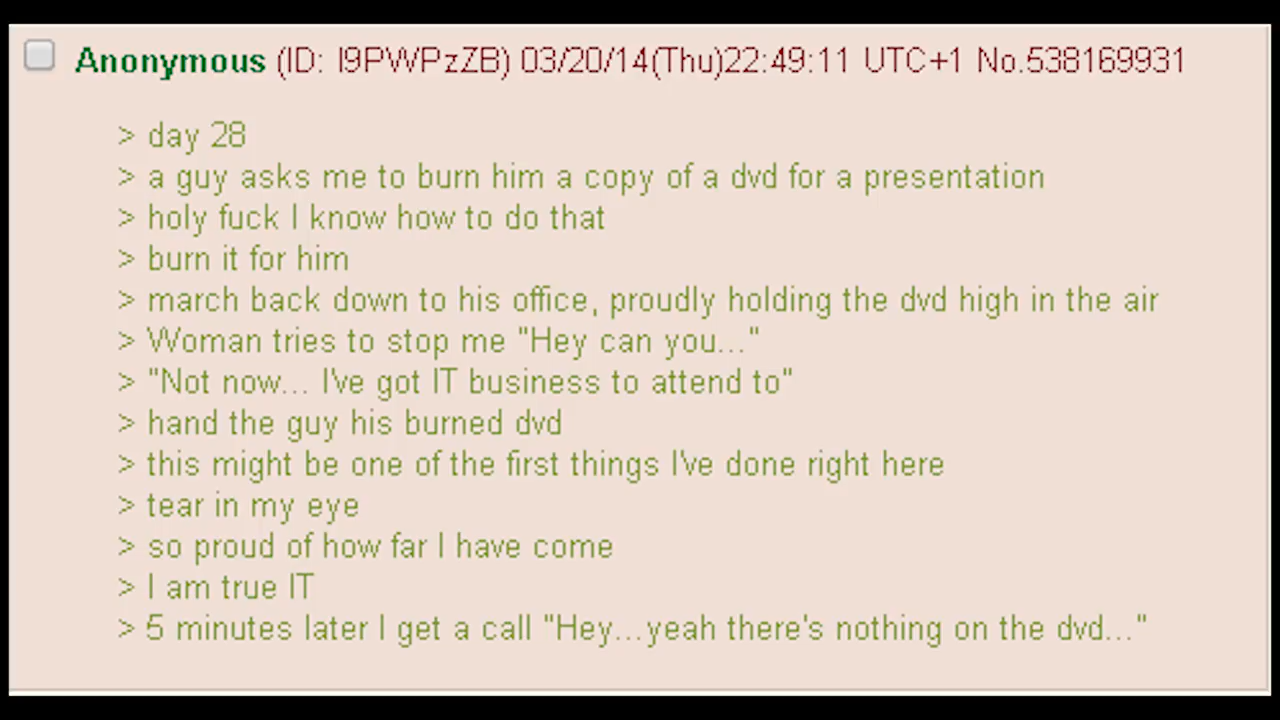 Anonymous (ID: I9PWPzZB) 03/20/14(Thu)22:49:11 UTC+1 No.538169931
> day 28
> a guy asks me to burn him a copy of a dvd for a presentation
> holy fuck I know how to do that
> burn it for him
> march back down to his office, proudly holding the dvd high in the air
> Woman tries to stop me "Hey can you..."
> "Not now... I've got IT business to attend to"
> hand the guy his burned dvd
> this might be one of the first things I've done right here
> tear in my eye
> so proud of how far I have come
> I am true IT
> 5 minutes later I get a call "Hey...yeah there's nothing on the dvd..."